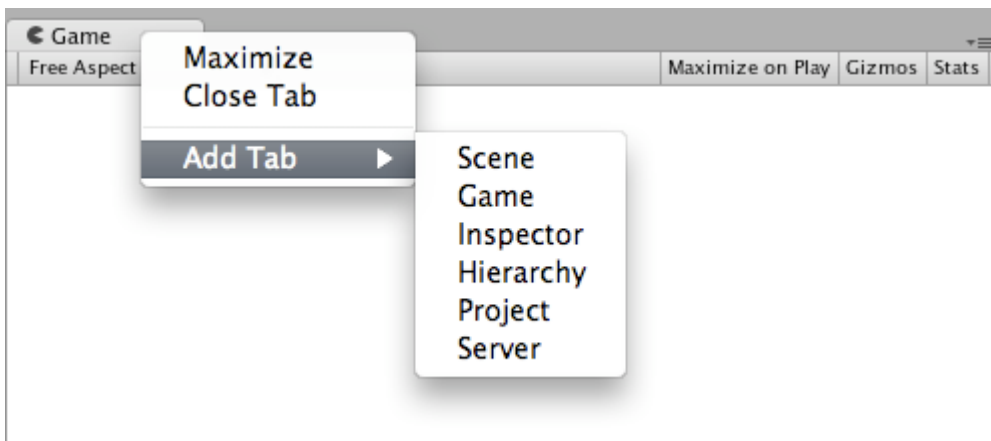 Game
Free Aspect
Maximize on Play
Gizmos
Stats
Maximize
Close Tab
Add Tab
Scene
Game
Inspector
Hierarchy
Project
Server